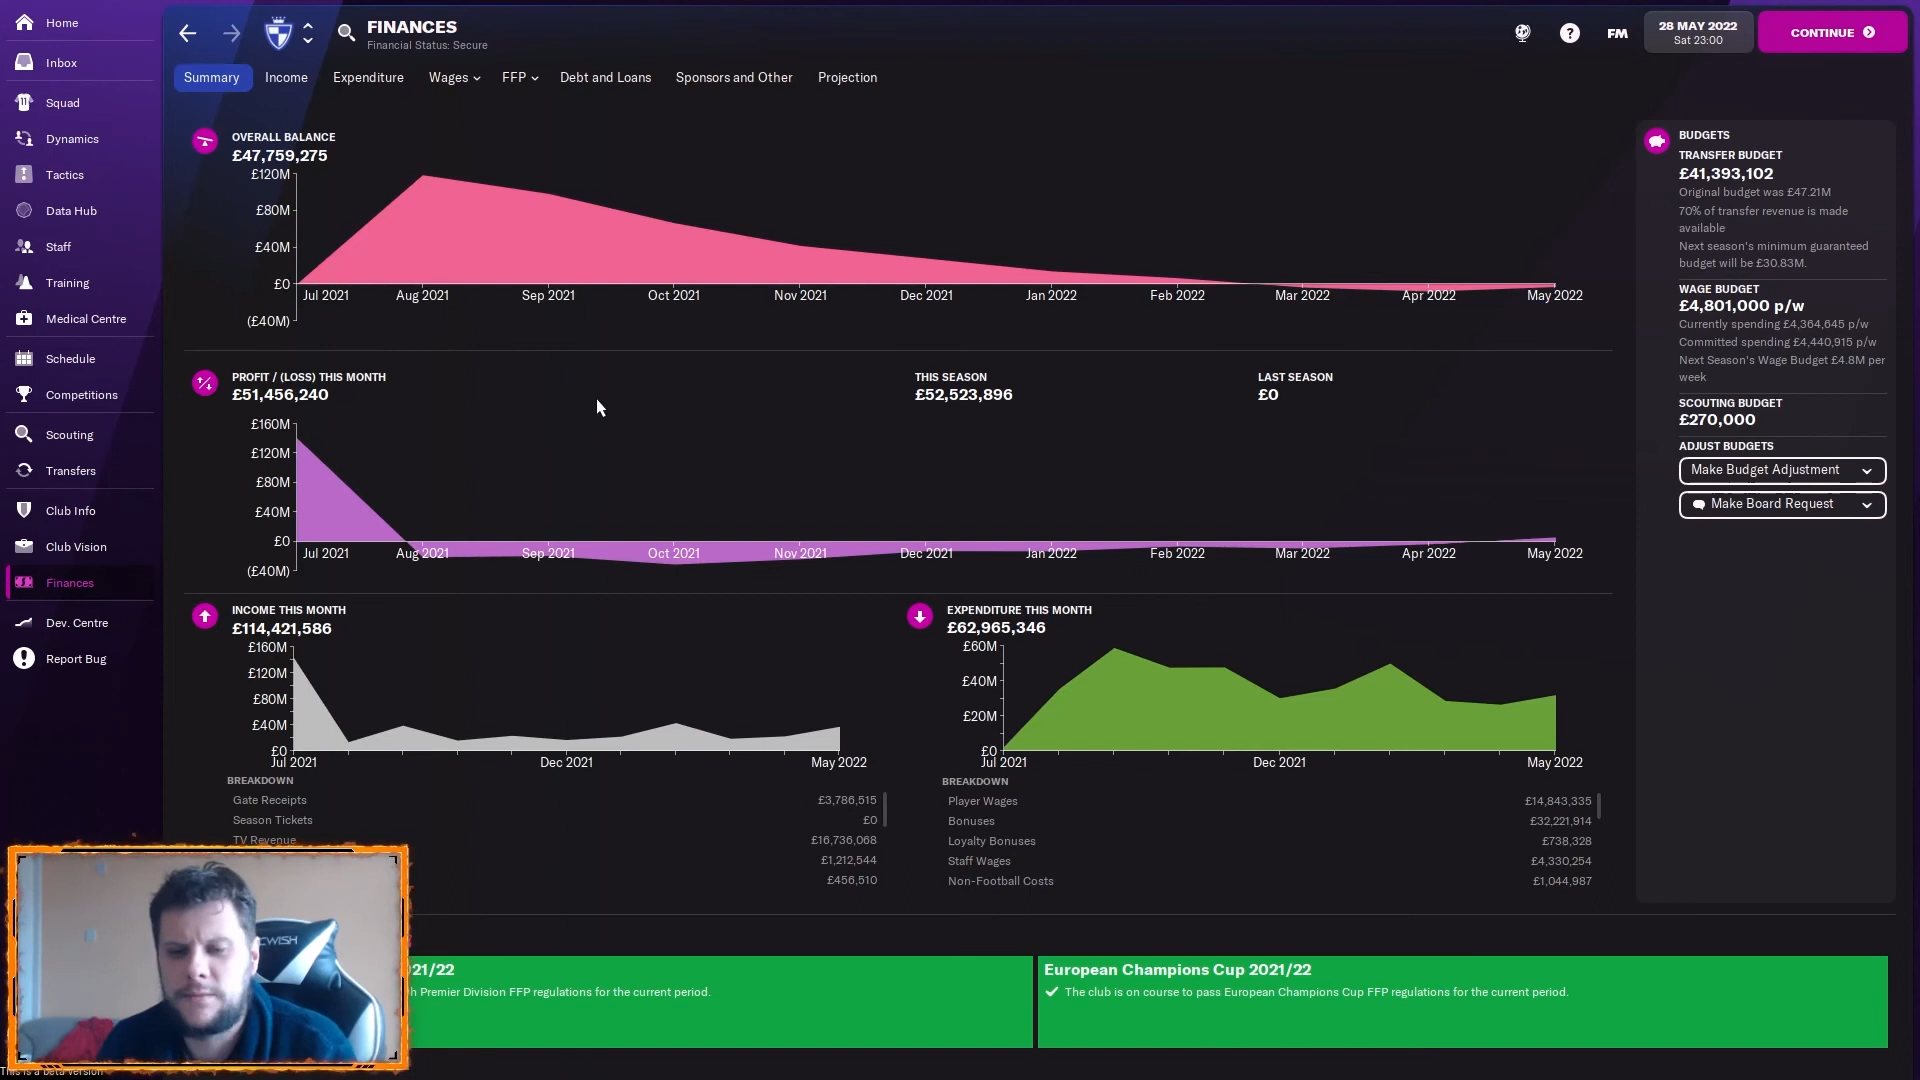 Home
Inbox
Squad
Dynamics
Tactics
Data Hub
Staff
Training
Medical Centre
Schedule
Competitions
Scouting
Transfers
Club Info
Club Vision
Finances
Dev. Centre
Report Bug
FINANCES
Financial Status: Secure
FM
28 MAY 2022
Sat 23:00
CONTINUE
Summary
Income
Expenditure
Wages
FFP
Debt and Loans
Sponsors and Other
Projection
OVERALL BALANCE
£47,759,275
£120M
£80M
£40M
£0
(£40M)
Jul 2021 Aug 2021 Sep 2021 Oct 2021 Nov 2021 Dec 2021 Jan 2022 Feb 2022 Mar 2022 Apr 2022 May 2022
PROFIT / (LOSS) THIS MONTH
£51,456,240
THIS SEASON
£52,523,896
LAST SEASON
£0
£160M
£120M
£80M
£40M
£0
(£40M)
Jul 2021 Aug 2021 Sep 2021 Oct 2021 Nov 2021 Dec 2021 Jan 2022 Feb 2022 Mar 2022 Apr 2022 May 2022
INCOME THIS MONTH
£114,421,586
£160M
£120M
£80M
£40M
£0
Jul 2021 Dec 2021 May 2022
BREAKDOWN
Gate Receipts £3,786,515
Season Tickets £0
TV Revenue £16,736,068
£1,212,544
£456,510
EXPENDITURE THIS MONTH
£62,965,346
£60M
£40M
£20M
£0
Jul 2021 Dec 2021 May 2022
BREAKDOWN
Player Wages £14,843,335
Bonuses £32,221,914
Loyalty Bonuses £738,328
Staff Wages £4,330,254
Non-Football Costs £1,044,987
BUDGETS
TRANSFER BUDGET
£41,393,102
Original budget was £47.21M
70% of transfer revenue is made
available
Next season's minimum guaranteed
budget will be £30.83M.
WAGE BUDGET
£4,801,000 p/w
Currently spending £4,364,645 p/w
Committed spending £4,440,915 p/w
Next Season's Wage Budget £4.8M per
week
SCOUTING BUDGET
£270,000
ADJUST BUDGETS
Make Budget Adjustment
Make Board Request
21/22
h Premier Division FFP regulations for the current period.
European Champions Cup 2021/22
The club is on course to pass European Champions Cup FFP regulations for the current period.
CWISH
This is a beta version